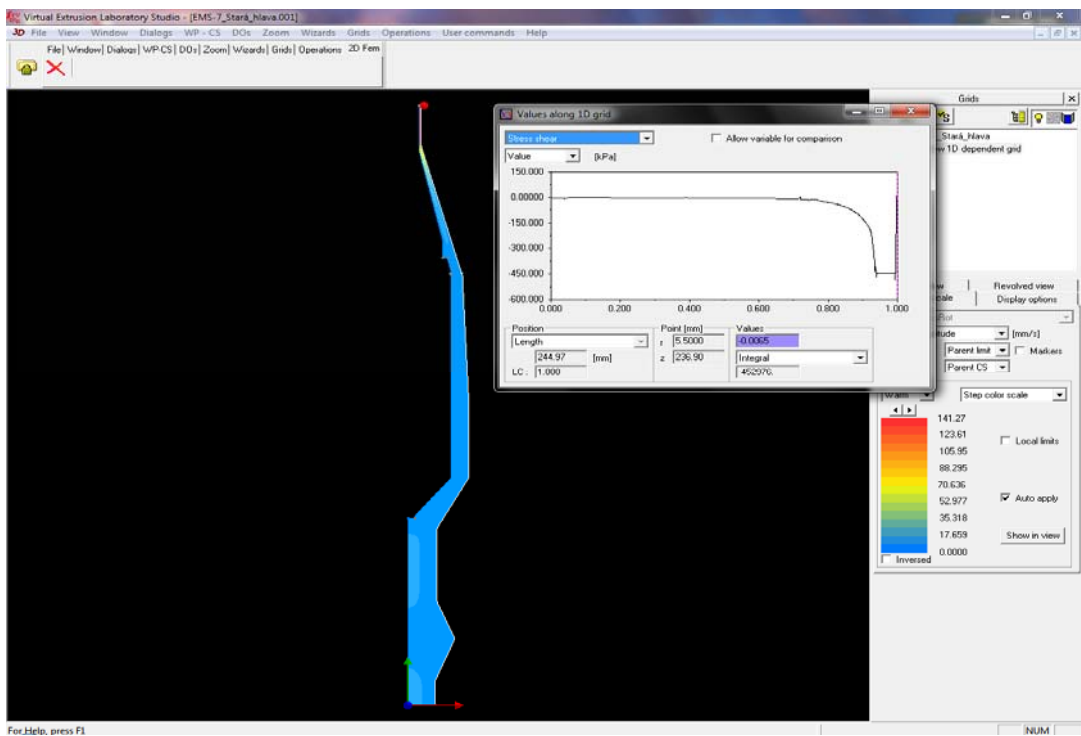 Virtual Extrusion Laboratory Studio - [EMS-7_Stará_hlava.001]
3D File View Window Dialogs WP - CS DOs Zoom Wizards Grids Operations User commands Help
File| Window| Dialogs| WP-CS| DOs| Zoom| Wizards| Grids| Operations 2D Fem
Grids
Values along 1D grid
Stress shear
Allow variable for comparison
Value
[kPa]
150.000
0.00000
-150.000
-300.000
-450.000
-600.000
0.000 0.200 0.400 0.600 0.800 1.000
Position
Length
244.97 [mm]
LC : 1.000
Point [mm]
r 5.5000
z 236.90
Values
-0.0065
Integral
-452976.
_Stará_hlava
1D dependent grid
Revolved view
Display options
[mm/s]
Parent limit Markers
Parent CS
Step color scale
141.27
123.61
105.95
88.295
70.636
52.977
35.318
17.659
0.0000
Local limits
Auto apply
Show in view
Inversed
For Help, press F1
NUM